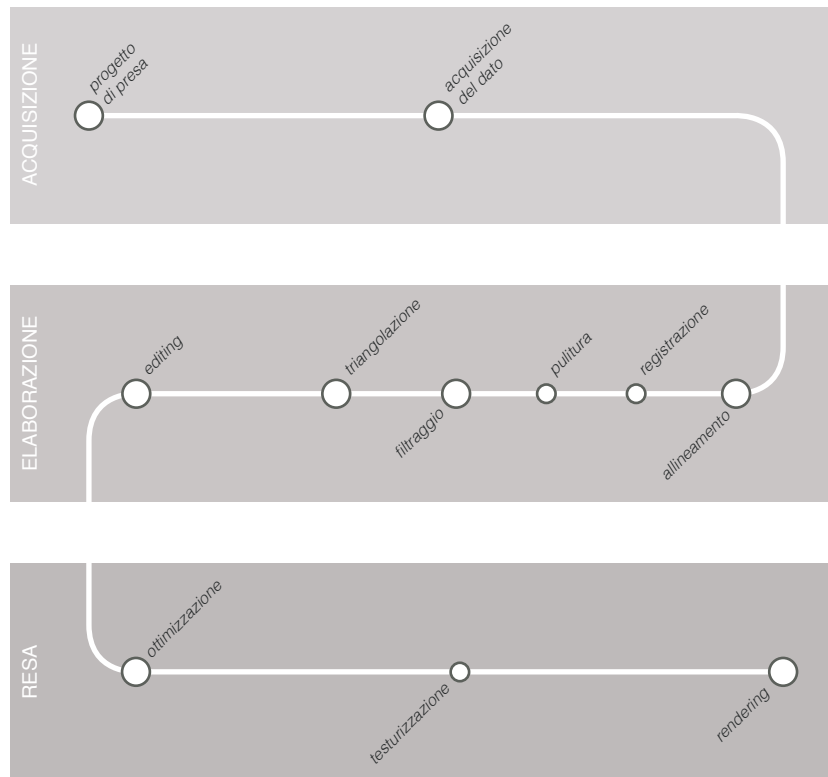 ACQUISIZIONE
progetto
di presa
acquisizione
del dato
ELABORAZIONE
editing
triangolazione
filtraggio
pulitura
registrazione
allineamento
RESA
ottimizzazione
testurizzazione
rendering